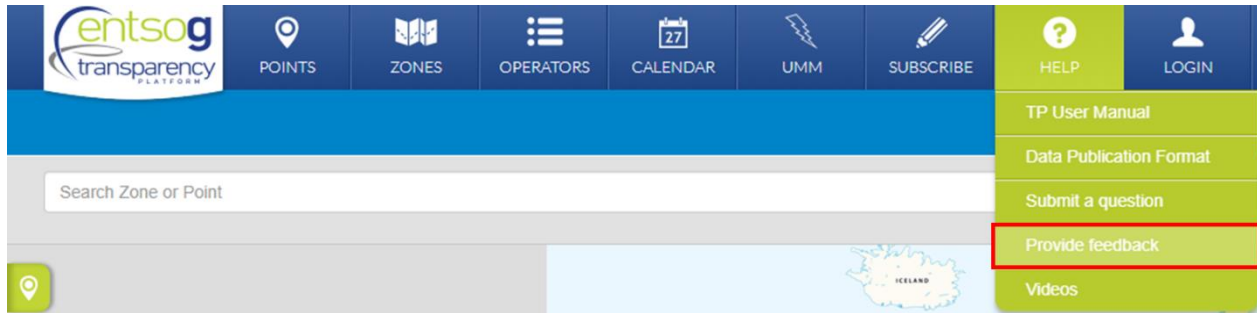 entsog
transparency
PLATFORM
POINTS
ZONES
OPERATORS
27
CALENDAR
UMM
SUBSCRIBE
?
HELP
LOGIN
TP User Manual
Data Publication Format
Submit a question
Provide feedback
Videos
Search Zone or Point
ICELAND